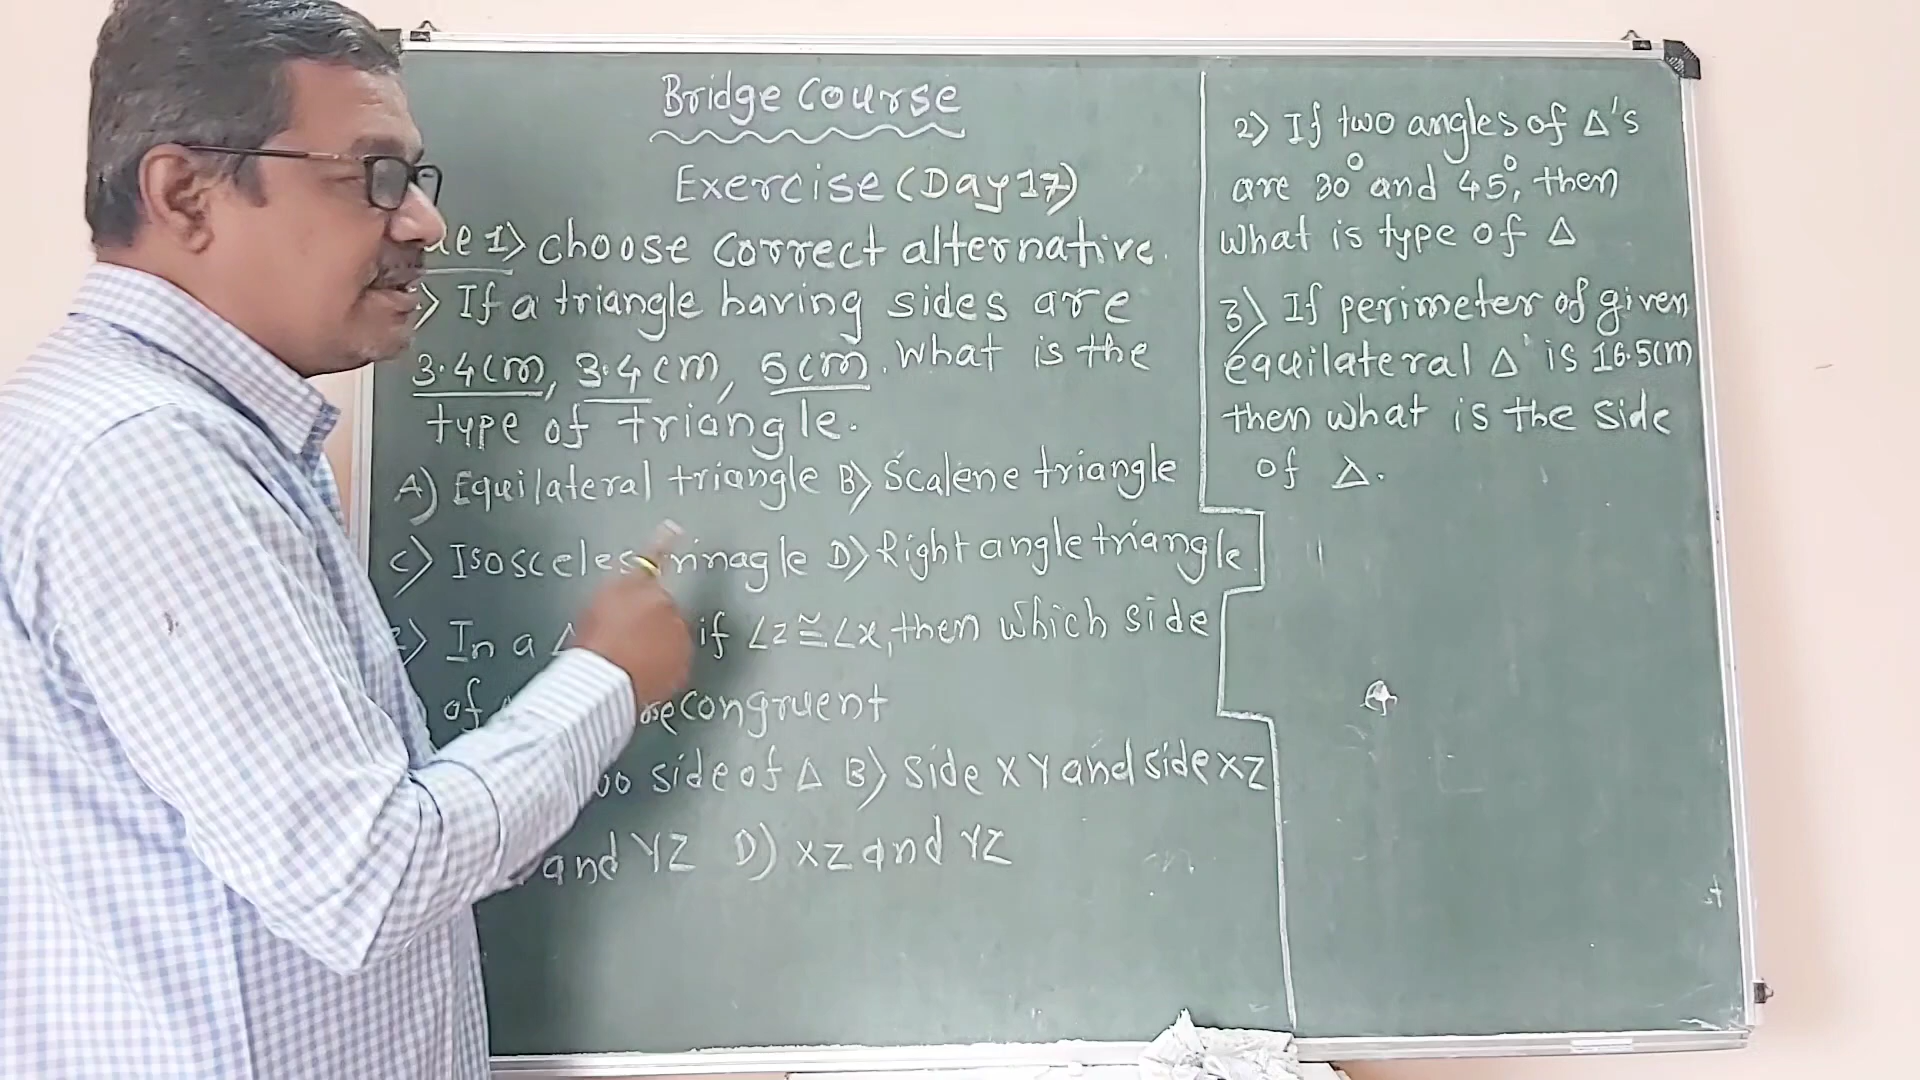 Bridge Course
Exercise (Day 17)
1) choose correct alternative.
) If a triangle having sides are
3.4cm, 3.4cm, 5cm. What is the
type of triangle.
A) Equilateral triangle B) Scalene triangle
C) Isosceles trinagle D) Right angle triangle
) In a if ∠z≅∠x, then which side
of congruent
side of Δ B) side XY and side XZ
and YZ D) XZ and YZ
2) If two angles of Δ's
are 30° and 45°, then
What is type of Δ
3) If perimeter of given
equilateral Δ is 16.5cm
then what is the side
of Δ.